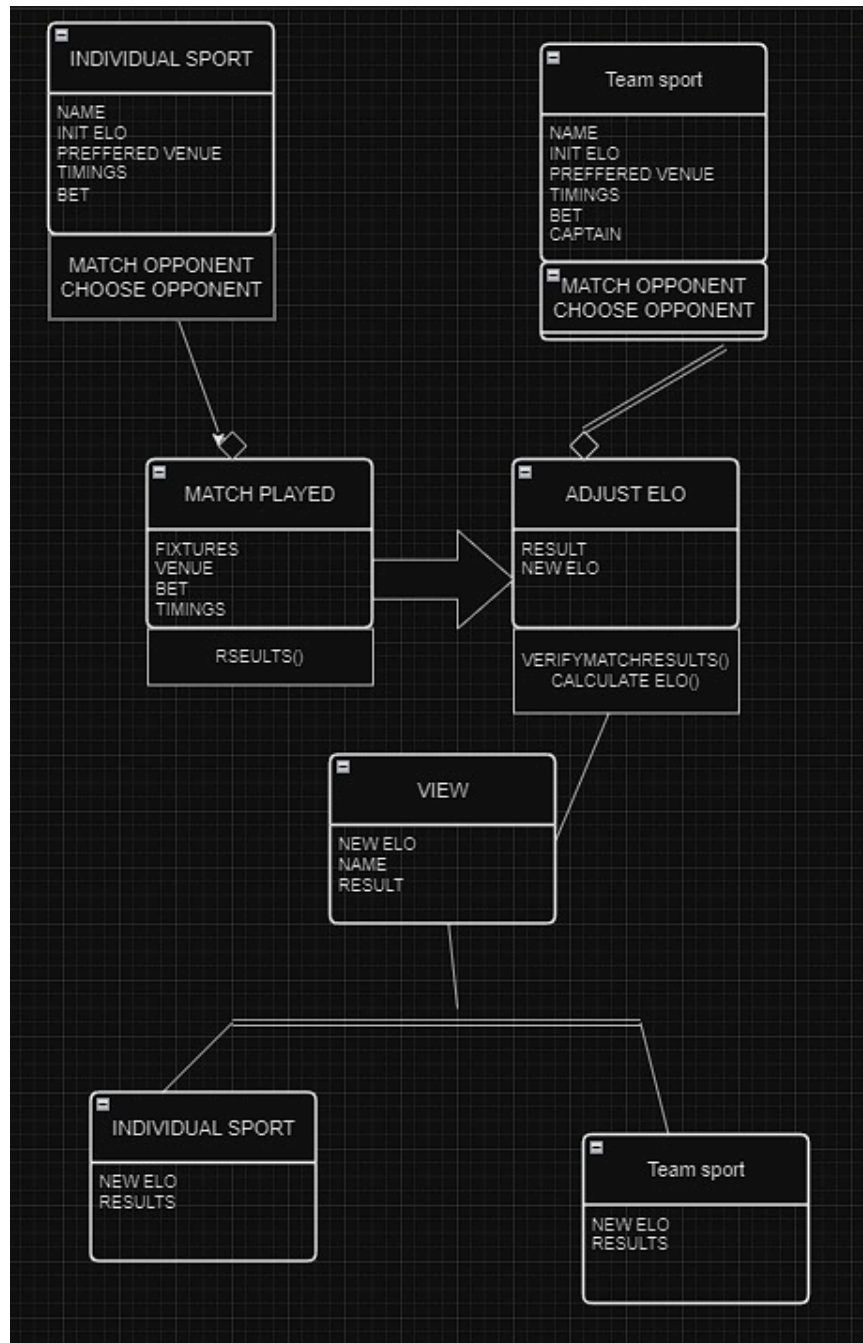 INDIVIDUAL SPORT
NAME
INIT ELO
PREFFERED VENUE
TIMINGS
BET
MATCH OPPONENT
CHOOSE OPPONENT
Team sport
NAME
INIT ELO
PREFFERED VENUE
TIMINGS
BET
CAPTAIN
MATCH OPPONENT
CHOOSE OPPONENT
MATCH PLAYED
FIXTURES
VENUE
BET
TIMINGS
RSEULTS()
ADJUST ELO
RESULT
NEW ELO
VERIFYMATCHRESULTS()
CALCULATE ELO()
VIEW
NEW ELO
NAME
RESULT
INDIVIDUAL SPORT
NEW ELO
RESULTS
Team sport
NEW ELO
RESULTS